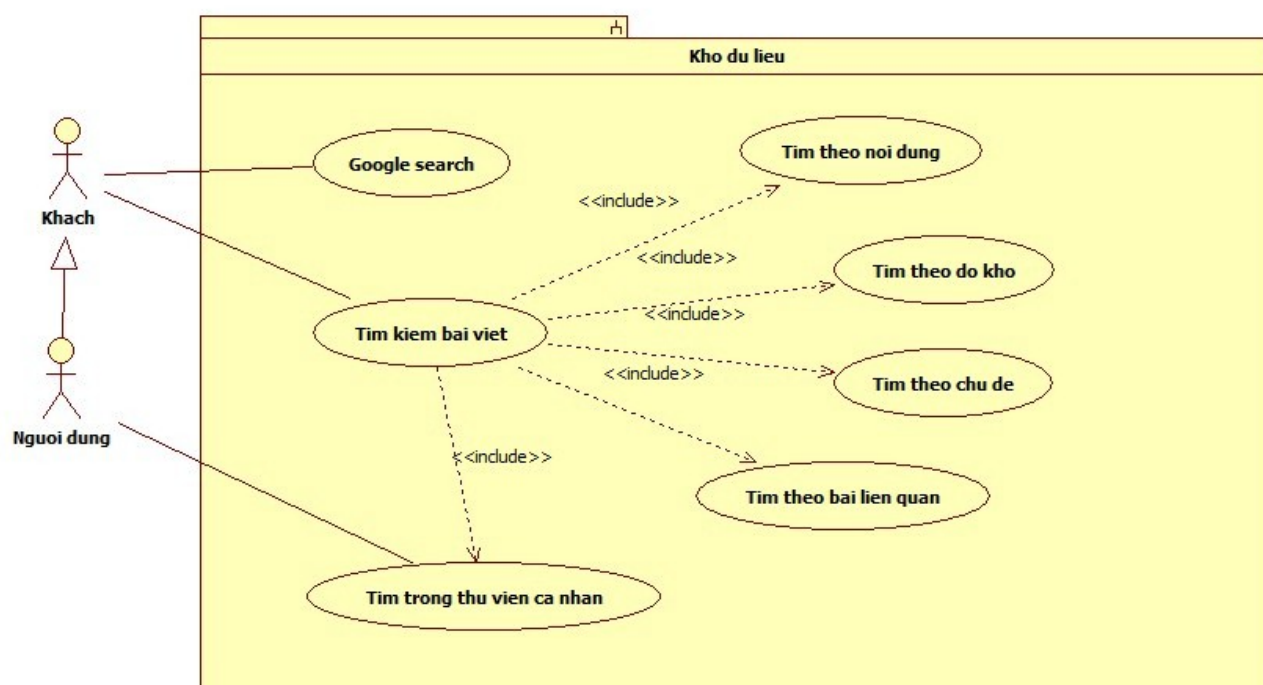 Kho du lieu
Google search
Tim theo noi dung
<<include>>
Khach
<<include>>
Tim theo do kho
<<include>>
Tim kiem bai viet
<<include>>
Tim theo chu de
Nguoi dung
<<include>>
Tim theo bai lien quan
Tim trong thu vien ca nhan